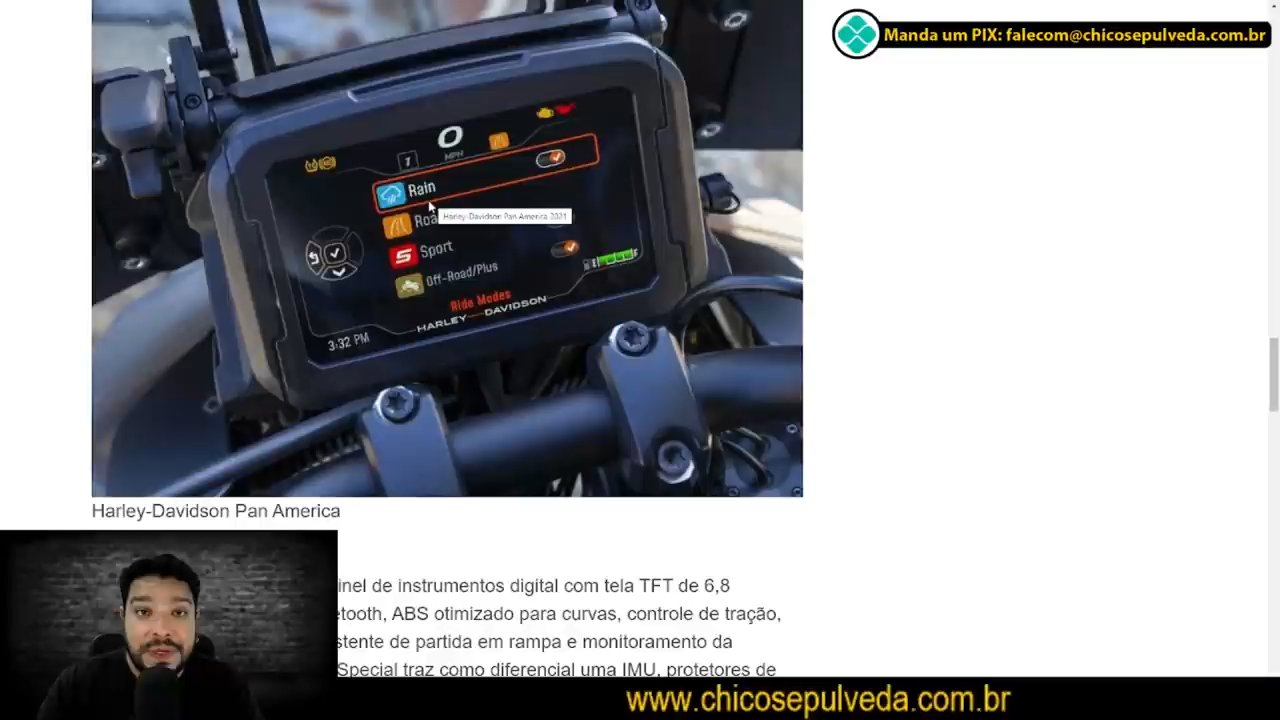 Manda um PIX: falecom@chicosepulveda.com.br
0
MPH
1
Rain
Harley-Davidson Pan America 2021
Roa
Sport
Off-Road/Plus
E F
Ride Modes
HARLEY-DAVIDSON
3:32 PM
Harley-Davidson Pan America
inel de instrumentos digital com tela TFT de 6,8
etooth, ABS otimizado para curvas, controle de tração,
stente de partida em rampa e monitoramento da
Special traz como diferencial uma IMU, protetores de
www.chicosepulveda.com.br